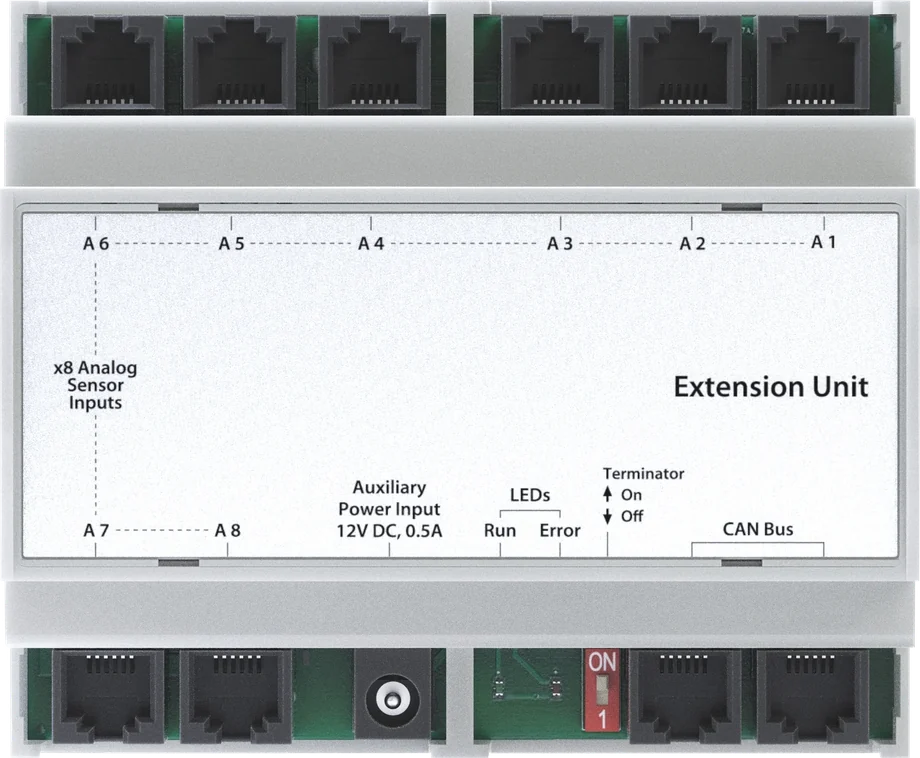 A 6
A 5
A 4
A 3
A 2
A 1
x8 Analog
Sensor
Inputs
Extension Unit
A 7
A 8
Auxiliary
Power Input
12V DC, 0.5A
LEDs
Run
Error
Terminator
On
Off
CAN Bus
ON
1